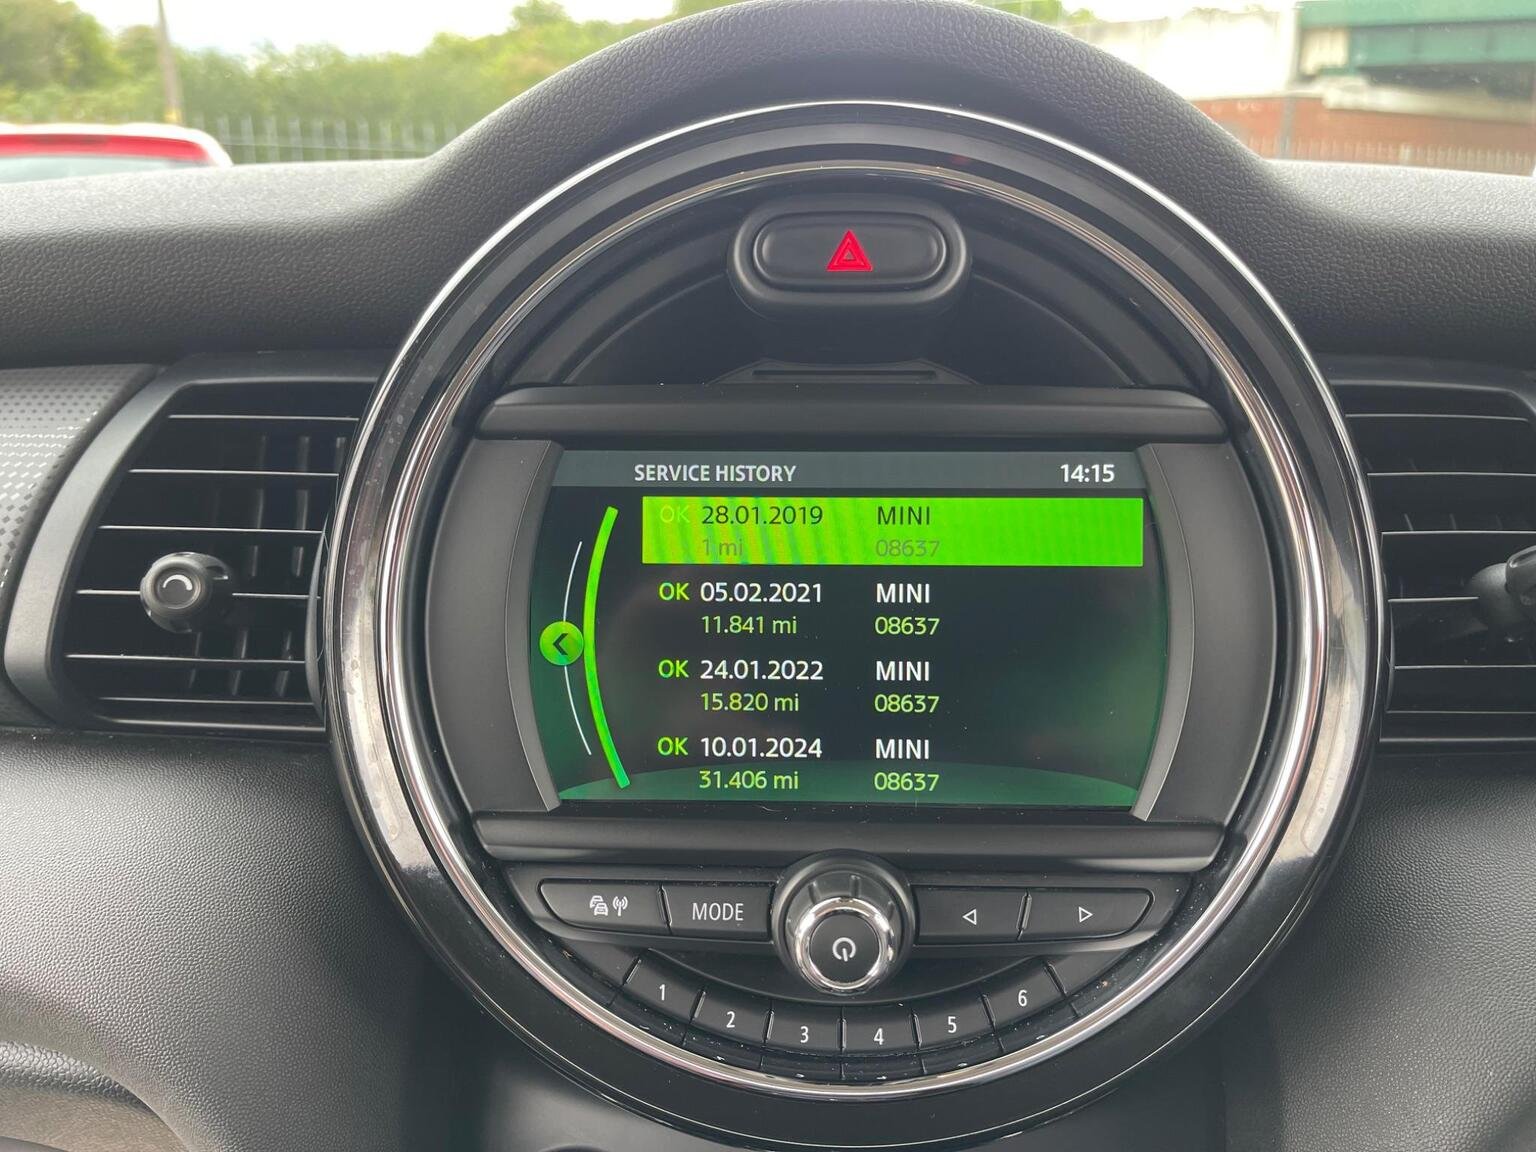 SERVICE HISTORY 14:15
OK 28.01.2019 MINI
1 mi 08637
OK 05.02.2021 MINI
11.841 mi 08637
OK 24.01.2022 MINI
15.820 mi 08637
OK 10.01.2024 MINI
31.406 mi 08637
MODE
1 2 3 4 5 6